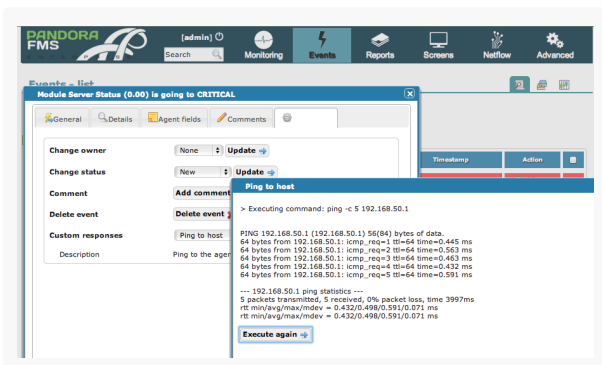 PANDORA
FMS
ENTERPRISE
[admin]
Search
Monitoring
Events
Reports
Screens
Netflow
Advanced
Events - list
Module Server Status (0.00) is going to CRITICAL
General
Details
Agent fields
Comments
Change owner
None
Update
Change status
New
Update
Comment
Add comment
Delete event
Delete event
Custom responses
Ping to host
Description
Ping to the agen
Timestamp
Action
Ping to host
> Executing command: ping -c 5 192.168.50.1
PING 192.168.50.1 (192.168.50.1) 56(84) bytes of data.
64 bytes from 192.168.50.1: icmp_req=1 ttl=64 time=0.445 ms
64 bytes from 192.168.50.1: icmp_req=2 ttl=64 time=0.563 ms
64 bytes from 192.168.50.1: icmp_req=3 ttl=64 time=0.463 ms
64 bytes from 192.168.50.1: icmp_req=4 ttl=64 time=0.432 ms
64 bytes from 192.168.50.1: icmp_req=5 ttl=64 time=0.591 ms
--- 192.168.50.1 ping statistics ---
5 packets transmitted, 5 received, 0% packet loss, time 3997ms
rtt min/avg/max/mdev = 0.432/0.498/0.591/0.071 ms
rtt min/avg/max/mdev = 0.432/0.498/0.591/0.071 ms
Execute again